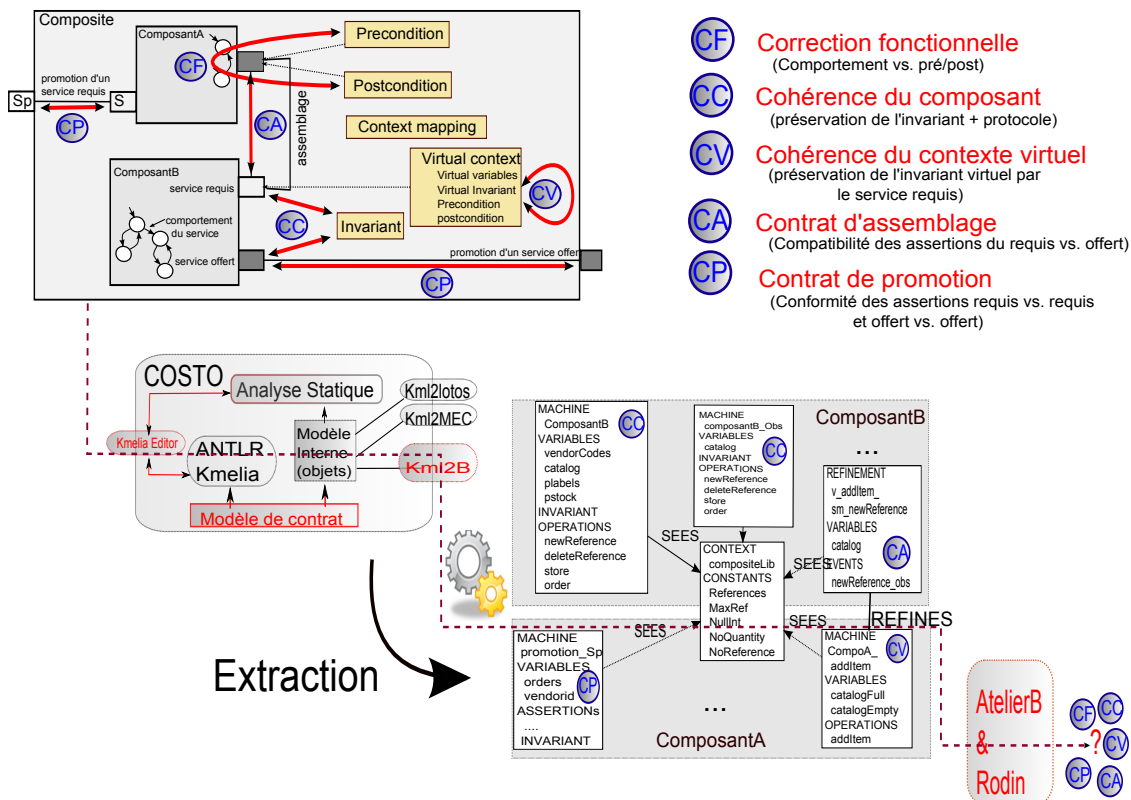 Composite
ComposantA
CF
Precondition
Postcondition
promotion d'un
service requis
Sp
S
CP
CA
assemblage
Context mapping
ComposantB
service requis
Virtual context
Virtual variables
Virtual Invariant
Precondition
postcondition
CV
comportement
du service
CC
Invariant
service offert
promotion d'un service offert
CP
CF
Correction fonctionnelle
(Comportement vs. pré/post)
CC
Cohérence du composant
(préservation de l'invariant + protocole)
CV
Cohérence du contexte virtuel
(préservation de l'invariant virtuel par
le service requis)
CA
Contrat d'assemblage
(Compatibilité des assertions du requis vs. offert)
CP
Contrat de promotion
(Conformité des assertions requis vs. requis
et offert vs. offert)
COSTO
Analyse Statique
Kml2lotos
Kml2MEC
Kmelia Editor
ANTLR
Kmelia
Modèle
Interne
(objets)
Kml2B
Modèle de contrat
Extraction
MACHINE
ComposantB
VARIABLES
vendorCodes
catalog
plabels
pstock
INVARIANT
OPERATIONS
newReference
deleteReference
store
order
CC
MACHINE
composantB_Obs
VARIABLES
catalog
INVARIANT
OPERATIONS
newReference
deleteReference
store
order
CC
ComposantB
...
REFINEMENT
v_addItem_
sm_newReference
VARIABLES
catalog
EVENTS
newReference_obs
CA
SEES
SEES
CONTEXT
compositeLib
CONSTANTS
References
MaxRef
NullInt
NoQuantity
NoReference
SEES
SEES
REFINES
MACHINE
promotion_Sp
VARIABLES
orders
vendorid
ASSERTIONs
....
INVARIANT
CP
...
ComposantA
MACHINE
CompoA_
addItem
VARIABLES
catalogFull
catalogEmpty
OPERATIONS
addItem
CV
AtelierB
&
Rodin
CF
CC
?
CV
CP
CA